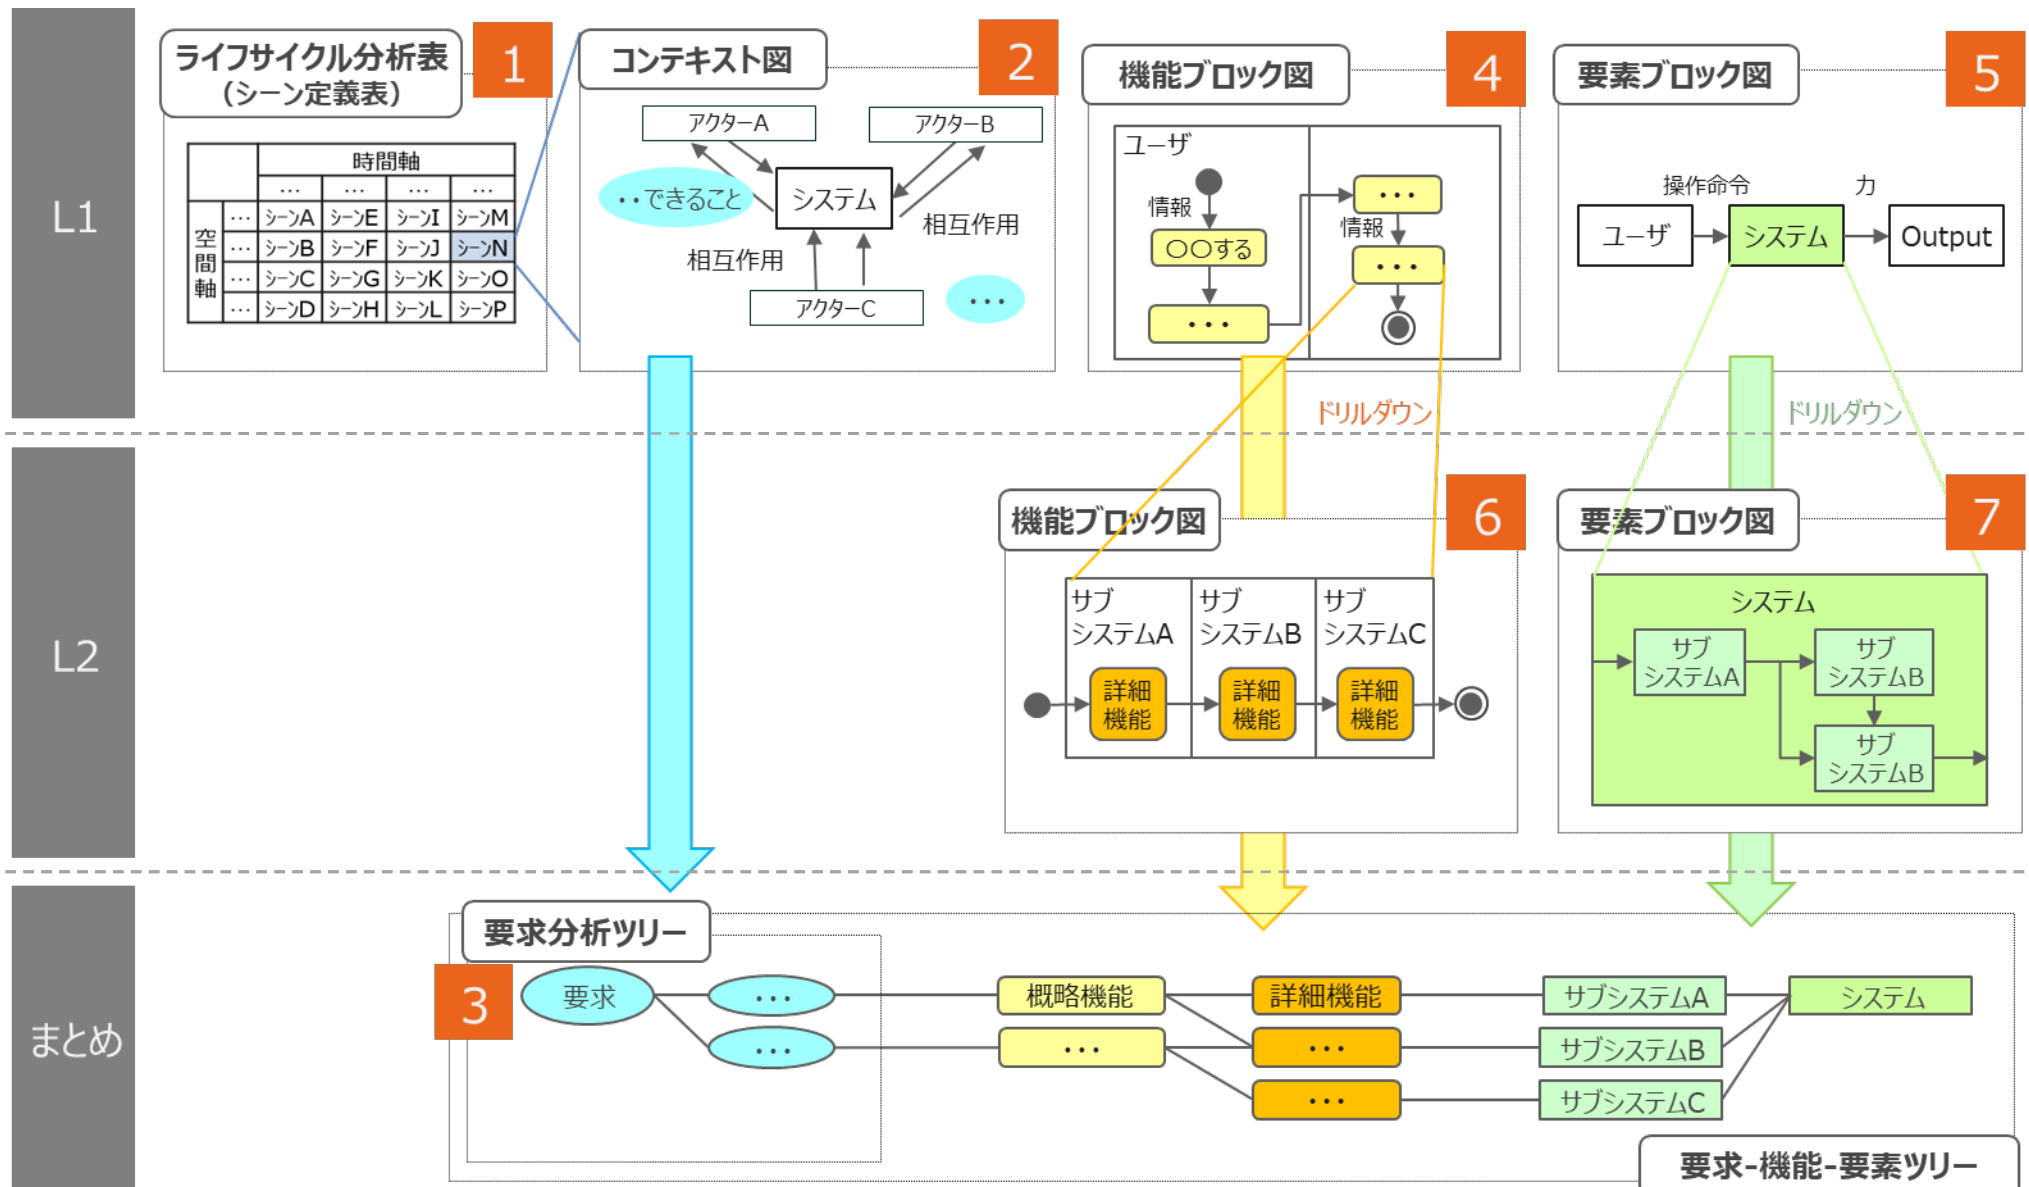 L1
ライフサイクル分析表
（シーン定義表）
1
時間軸
… … … …
空間軸
… シーンA シーンE シーンI シーンM
… シーンB シーンF シーンJ シーンN
… シーンC シーンG シーンK シーンO
… シーンD シーンH シーンL シーンP
コンテキスト図
2
アクターA
アクターB
‥できること
システム
相互作用
相互作用
アクターC
・・・
機能ブロック図
4
ユーザ
情報
〇〇する
・・・
・・・
情報
・・・
ドリルダウン
要素ブロック図
5
操作命令
力
ユーザ
システム
Output
ドリルダウン
L2
機能ブロック図
6
サブ
システムA
サブ
システムB
サブ
システムC
詳細
機能
詳細
機能
詳細
機能
要素ブロック図
7
システム
サブ
システムA
サブ
システムB
サブ
システムB
まとめ
要求分析ツリー
3
要求
・・・
概略機能
詳細機能
サブシステムA
システム
・・・
・・・
・・・
サブシステムB
・・・
サブシステムC
要求-機能-要素ツリー